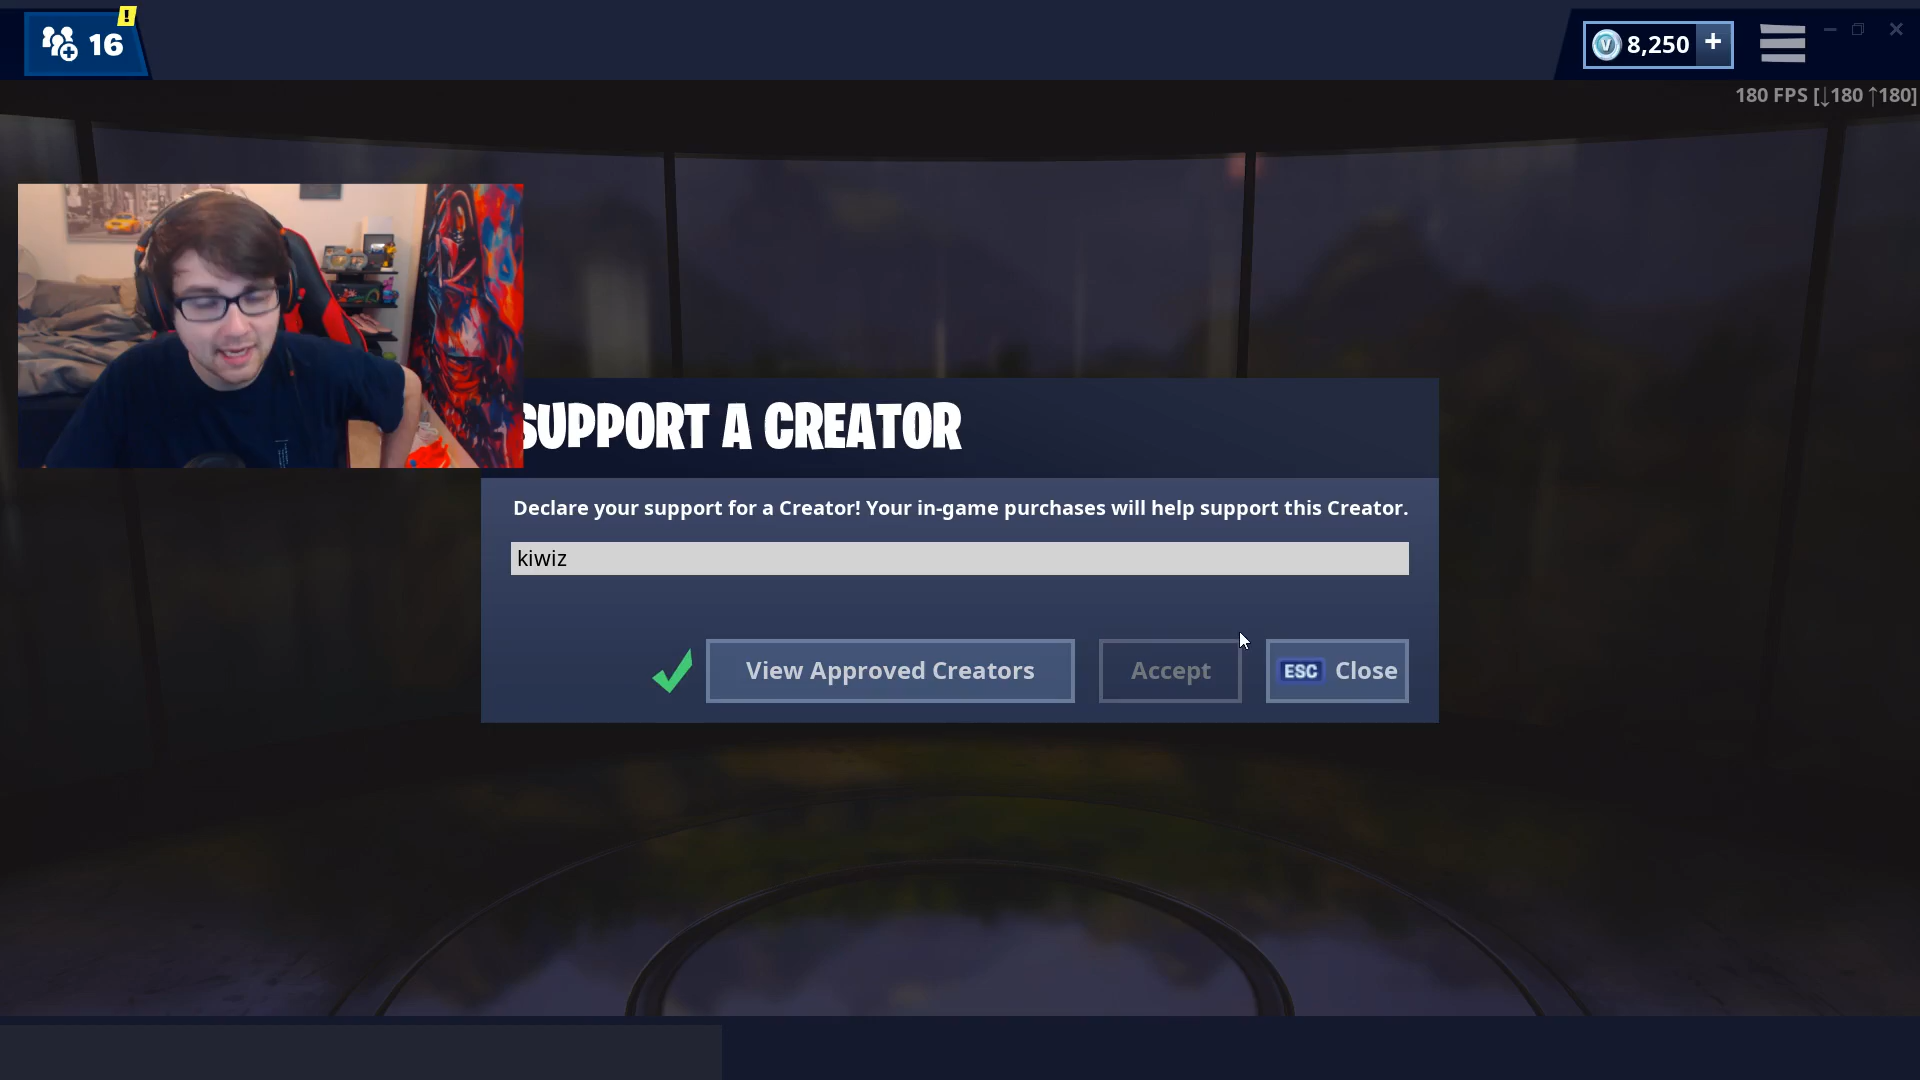 !
16
8,250 +
180 FPS [↓180 ↑180]
SUPPORT A CREATOR
Declare your support for a Creator! Your in-game purchases will help support this Creator.
kiwiz
View Approved Creators
Accept
ESC Close